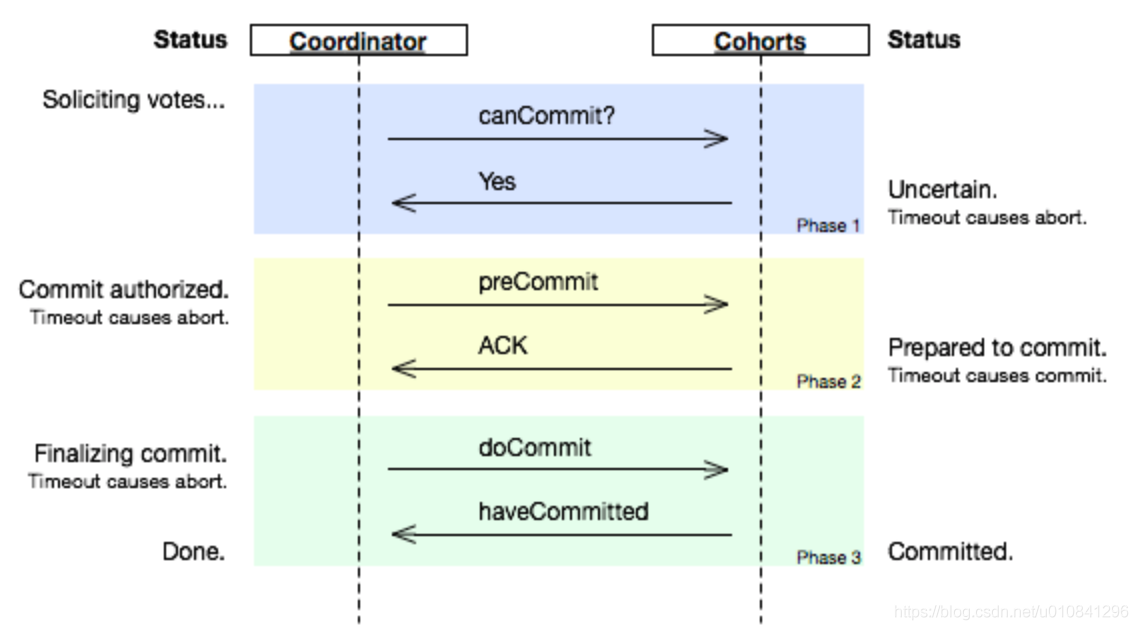 Status Coordinator Cohorts Status
Soliciting votes...
canCommit?
Yes
Uncertain.
Timeout causes abort.
Phase 1
preCommit
Commit authorized.
Timeout causes abort.
ACK
Prepared to commit.
Timeout causes commit.
Phase 2
doCommit
Finalizing commit.
Timeout causes abort.
haveCommitted
Done.
Phase 3
Committed.
https://blog.csdn.net/u010841296